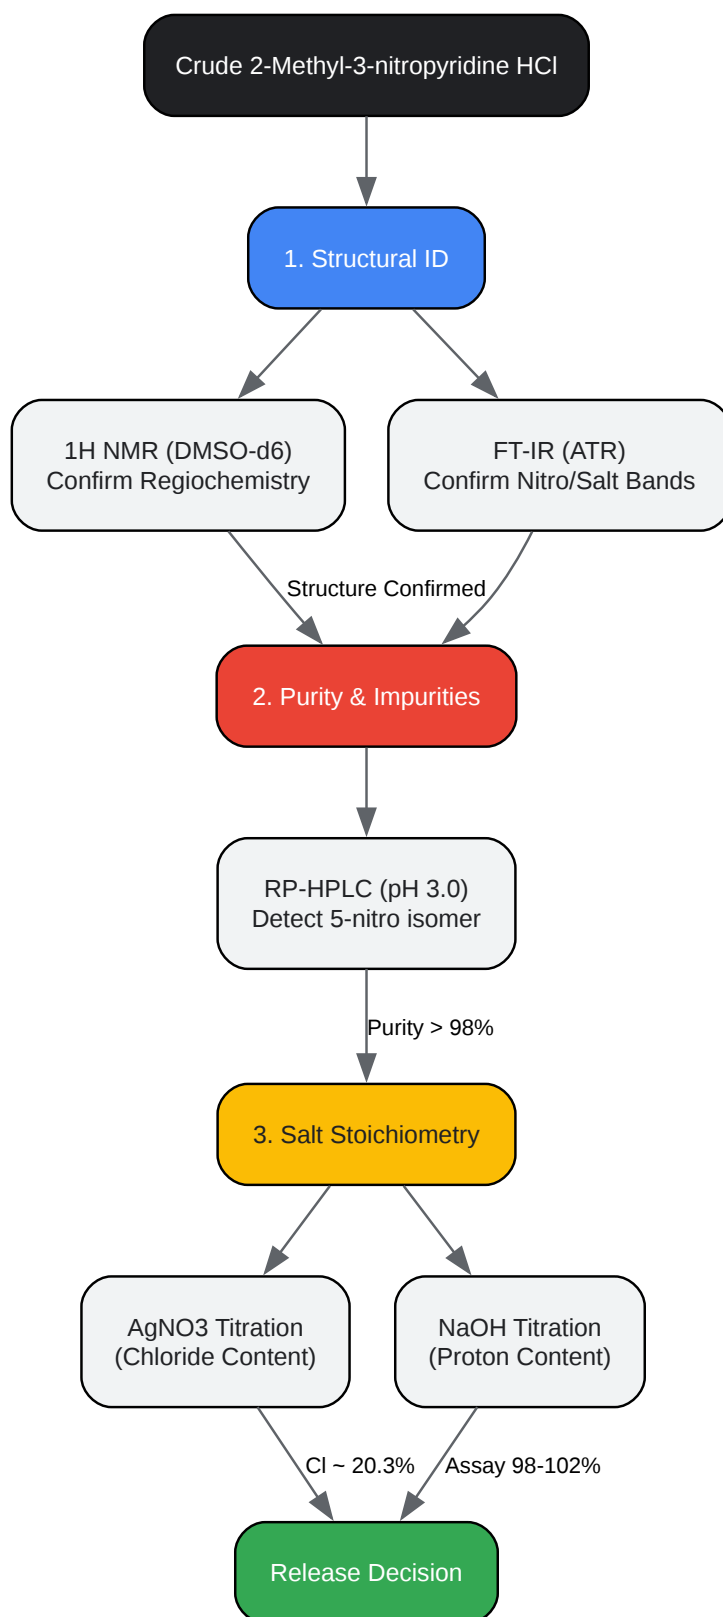 Crude 2-Methyl-3-nitropyridine HCl
1. Structural ID
1H NMR (DMSO-d6)
Confirm Regiochemistry
FT-IR (ATR)
Confirm Nitro/Salt Bands
Structure Confirmed
2. Purity & Impurities
RP-HPLC (pH 3.0)
Detect 5-nitro isomer
Purity > 98%
3. Salt Stoichiometry
AgNO3 Titration
(Chloride Content)
NaOH Titration
(Proton Content)
Cl ~ 20.3%
Assay 98-102%
Release Decision